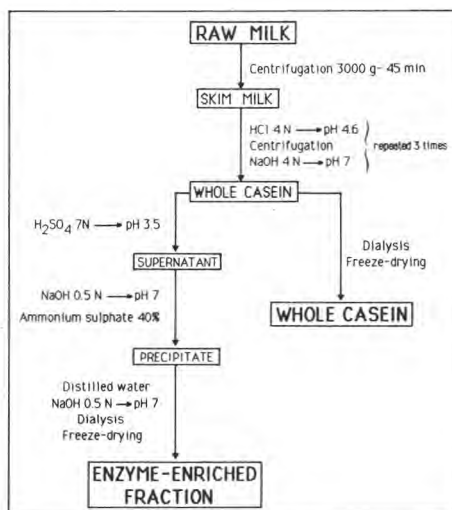 RAW MILK
Centrifugation 3000 g- 45 min
SKIM MILK
HCl 4 N → pH 4.6
Centrifugation
NaOH 4 N → pH 7
repeated 3 times
WHOLE CASEIN
H₂SO₄ 7N → pH 3.5
SUPERNATANT
NaOH 0.5 N → pH 7
Ammonium sulphate 40%
PRECIPITATE
Distilled water
NaOH 0.5 N → pH 7
Dialysis
Freeze-drying
ENZYME-ENRICHED
FRACTION
Dialysis
Freeze-drying
WHOLE CASEIN